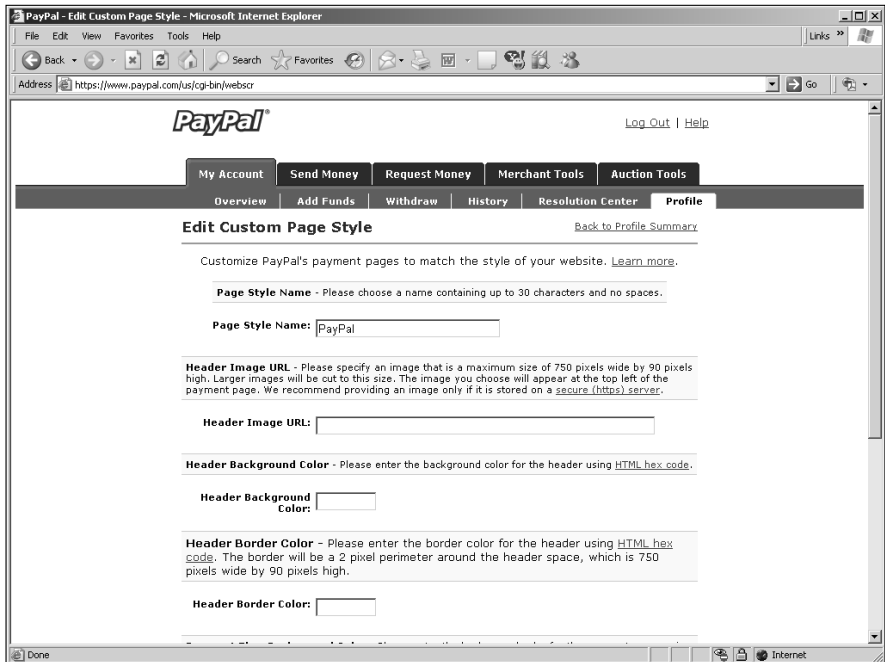 PayPal - Edit Custom Page Style - Microsoft Internet Explorer
File Edit View Favorites Tools Help Links »
Back Search Favorites
Address https://www.paypal.com/us/cgi-bin/webscr Go
PayPal®
Log Out | Help
My Account Send Money Request Money Merchant Tools Auction Tools
Overview Add Funds Withdraw History Resolution Center Profile
Edit Custom Page Style Back to Profile Summary
Customize PayPal's payment pages to match the style of your website. Learn more.
Page Style Name - Please choose a name containing up to 30 characters and no spaces.
Page Style Name: PayPal
Header Image URL - Please specify an image that is a maximum size of 750 pixels wide by 90 pixels
high. Larger images will be cut to this size. The image you choose will appear at the top left of the
payment page. We recommend providing an image only if it is stored on a secure (https) server.
Header Image URL:
Header Background Color - Please enter the background color for the header using HTML hex code.
Header Background
Color:
Header Border Color - Please enter the border color for the header using HTML hex
code. The border will be a 2 pixel perimeter around the header space, which is 750
pixels wide by 90 pixels high.
Header Border Color:
Done Internet